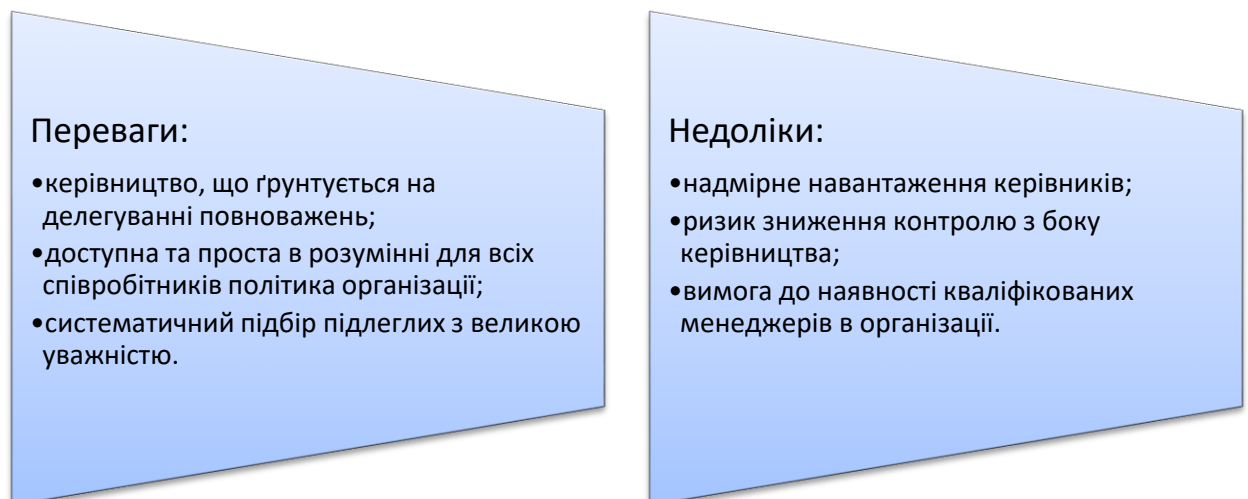 Переваги:
•керівництво, що ґрунтується на
делегуванні повноважень;
•доступна та проста в розумінні для всіх
співробітників політика організації;
•систематичний підбір підлеглих з великою
уважністю.
Недоліки:
•надмірне навантаження керівників;
•ризик зниження контролю з боку
керівництва;
•вимога до наявності кваліфікованих
менеджерів в організації.